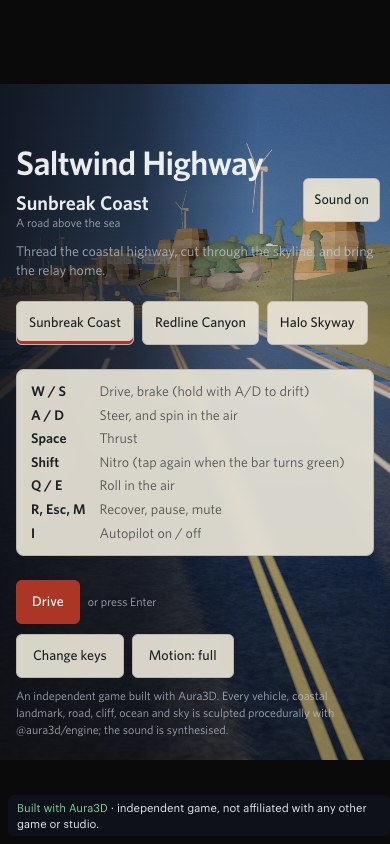 Saltwind Highway
Sunbreak Coast
A road above the sea
Sound on
Thread the coastal highway, cut through the skyline, and bring
the relay home.
Sunbreak Coast
Redline Canyon
Halo Skyway
W / S Drive, brake (hold with A/D to drift)
A / D Steer, and spin in the air
Space Thrust
Shift Nitro (tap again when the bar turns green)
Q / E Roll in the air
R, Esc, M Recover, pause, mute
I Autopilot on / off
Drive or press Enter
Change keys
Motion: full
An independent game built with Aura3D. Every vehicle, coastal
landmark, road, cliff, ocean and sky is sculpted procedurally with
@aura3d/engine; the sound is synthesised.
Built with Aura3D · independent game, not affiliated with any other
game or studio.